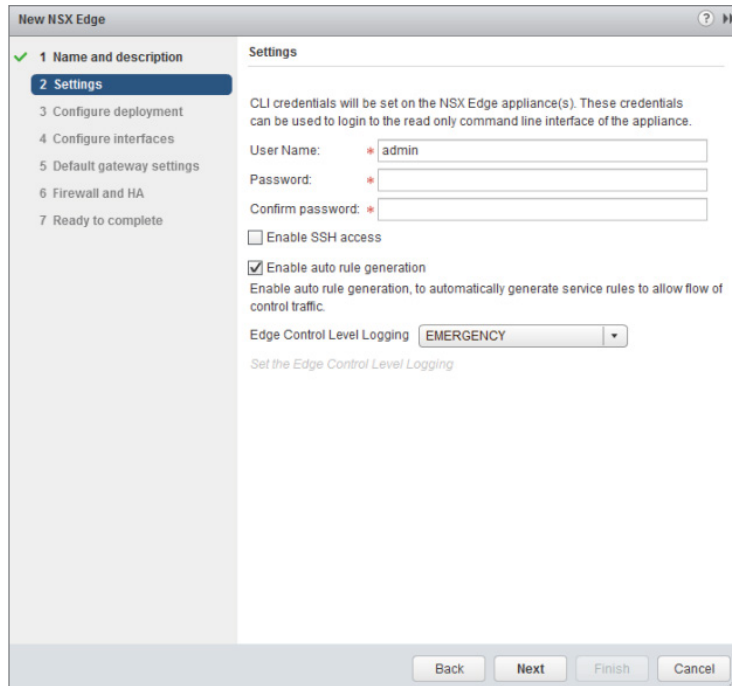 New NSX Edge
?
1 Name and description
2 Settings
3 Configure deployment
4 Configure interfaces
5 Default gateway settings
6 Firewall and HA
7 Ready to complete
Settings
CLI credentials will be set on the NSX Edge appliance(s). These credentials
can be used to login to the read only command line interface of the appliance.
User Name: * admin
Password: *
Confirm password: *
Enable SSH access
Enable auto rule generation
Enable auto rule generation, to automatically generate service rules to allow flow of
control traffic.
Edge Control Level Logging EMERGENCY
Set the Edge Control Level Logging
Back Next Finish Cancel